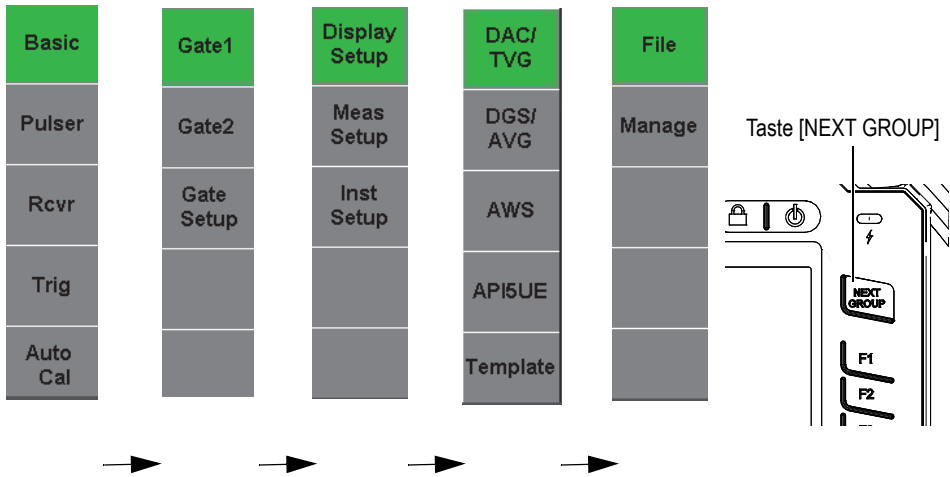 Basic
Pulser
Rcvr
Trig
Auto
Cal
Gate1
Gate2
Gate
Setup
Display
Setup
Meas
Setup
Inst
Setup
DAC/
TVG
DGS/
AVG
AWS
API5UE
Template
File
Manage
Taste [NEXT GROUP]
NEXT
GROUP
F1
F2